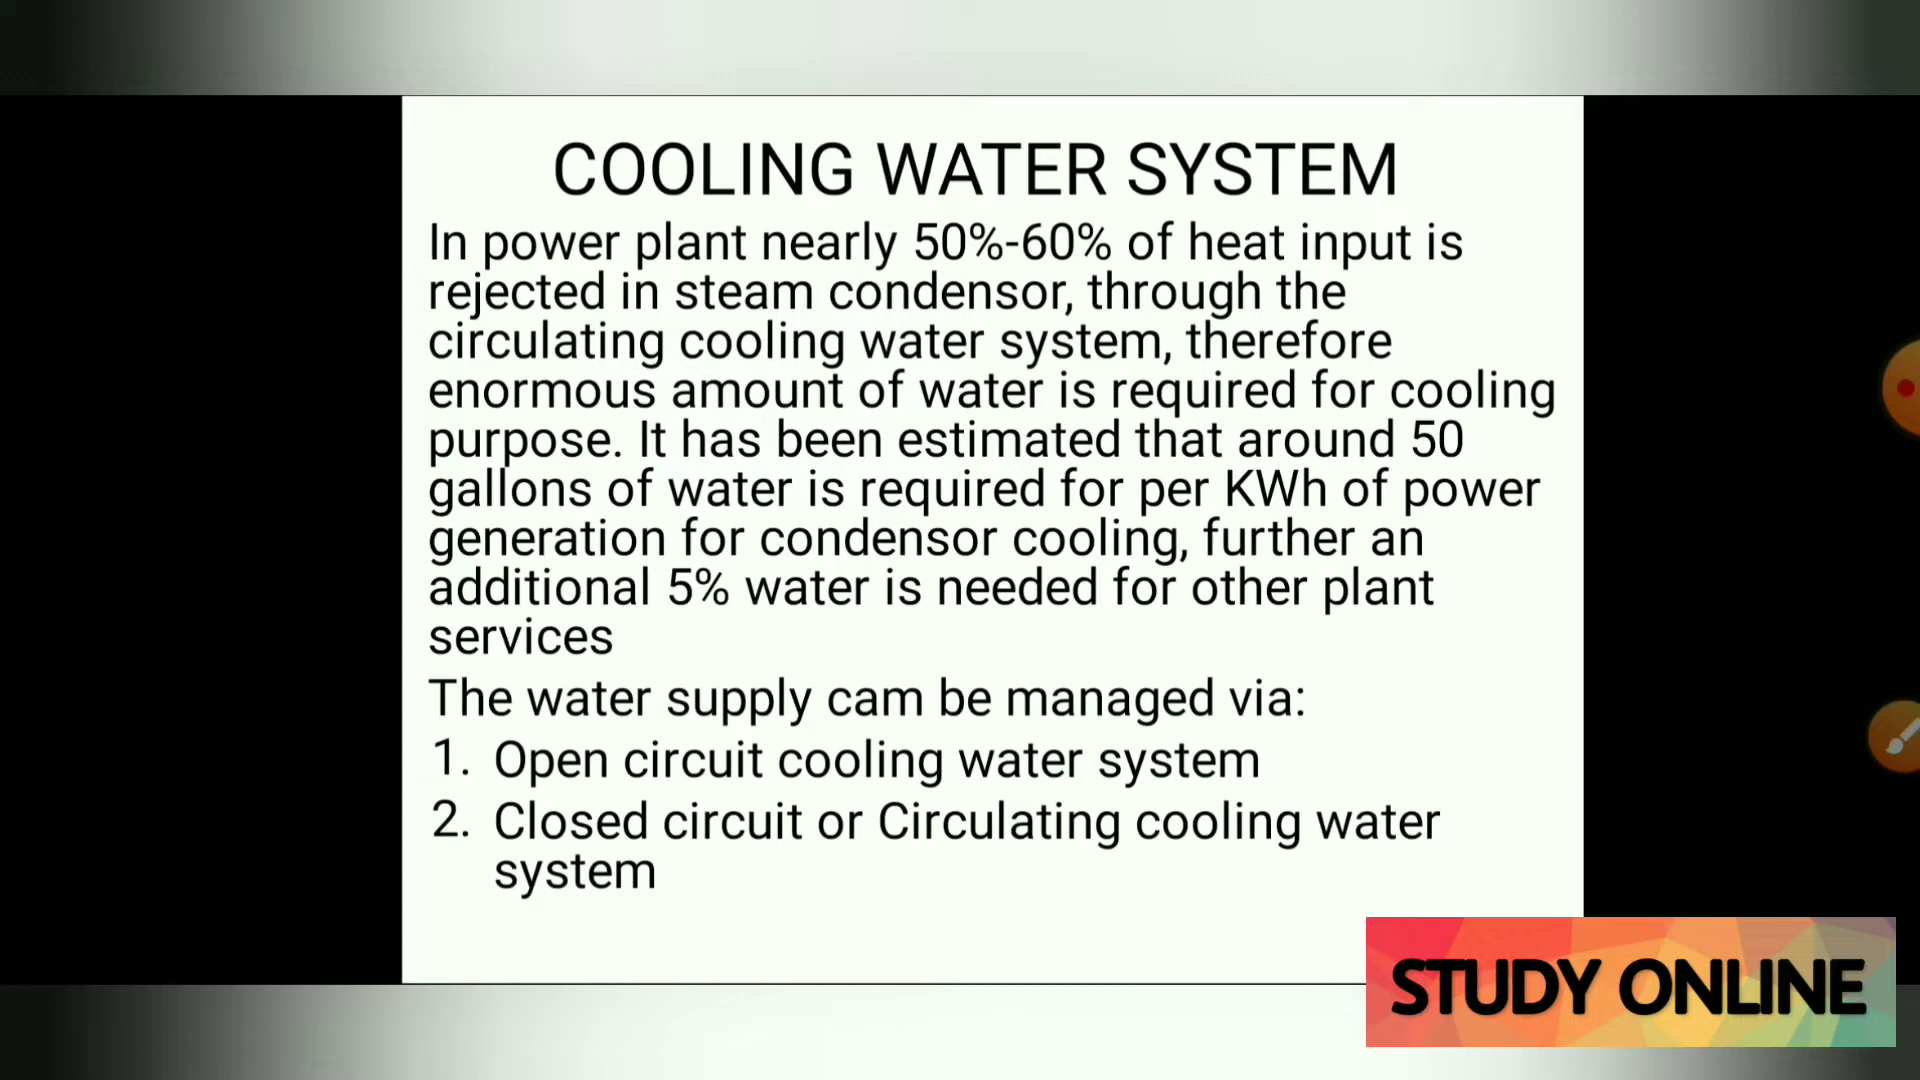 COOLING WATER SYSTEM
In power plant nearly 50%-60% of heat input is
rejected in steam condensor, through the
circulating cooling water system, therefore
enormous amount of water is required for cooling
purpose. It has been estimated that around 50
gallons of water is required for per KWh of power
generation for condensor cooling, further an
additional 5% water is needed for other plant
services
The water supply cam be managed via:
1. Open circuit cooling water system
2. Closed circuit or Circulating cooling water
system
STUDY ONLINE